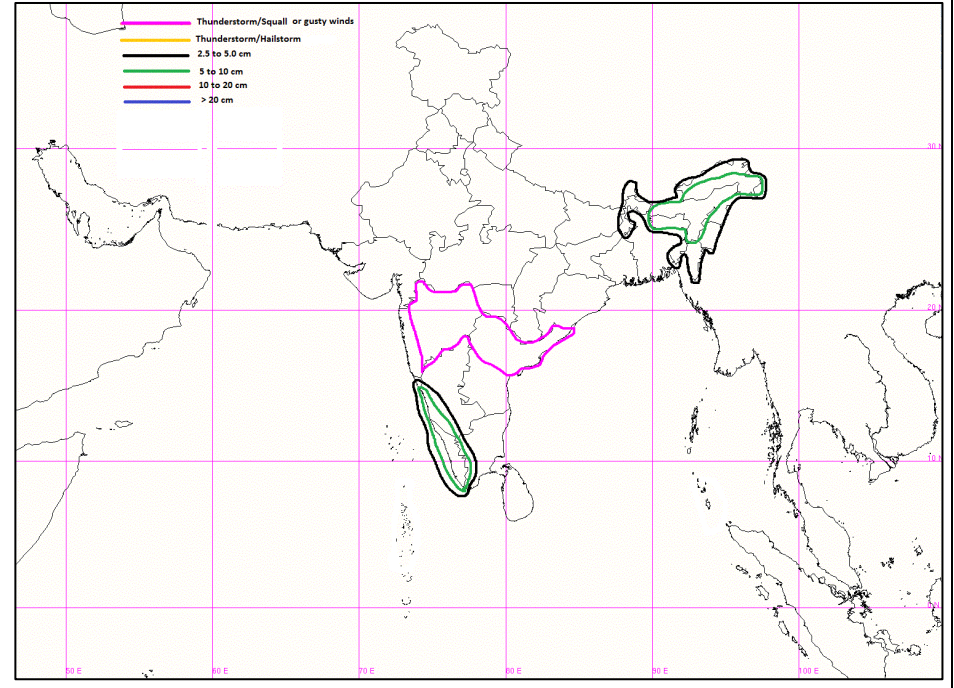 Thunderstorm/Squall or gusty winds
Thunderstorm/Hailstorm
2.5 to 5.0 cm
5 to 10 cm
10 to 20 cm
> 20 cm
30 N
20 N
10 N
50 E
60 E
70 E
80 E
90 E
100 E